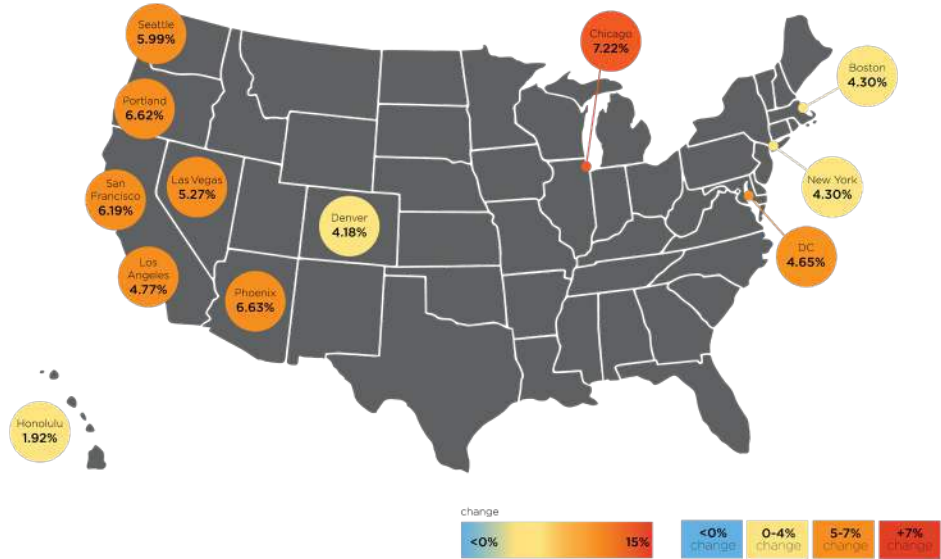 Seattle
5.99%
Chicago
7.22%
Boston
4.30%
Portland
6.62%
San
Francisco
6.19%
Las Vegas
5.27%
New York
4.30%
Denver
4.18%
DC
4.65%
Los
Angeles
4.77%
Phoenix
6.63%
Honolulu
1.92%
change
<0%
15%
<0%
change
0-4%
change
5-7%
change
+7%
change